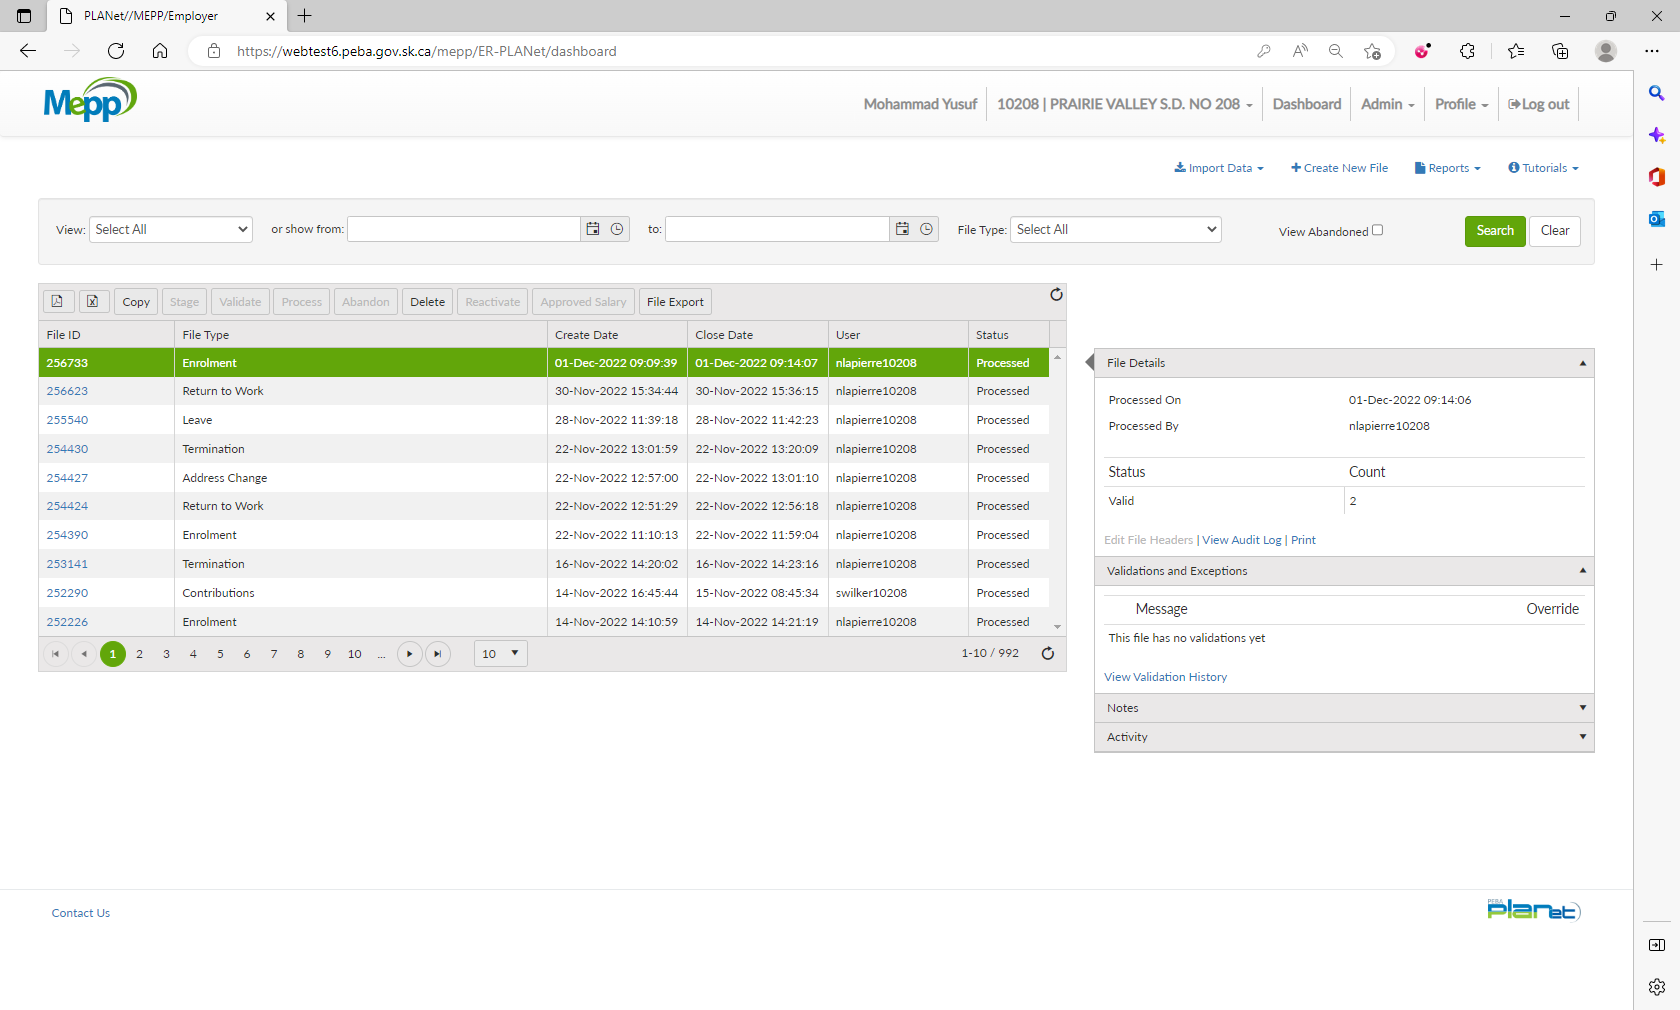 PLANet//MEPP/Employer
https://webtest6.peba.gov.sk.ca/mepp/ER-PLANet/dashboard
Mepp
Mohammad Yusuf
10208 | PRAIRIE VALLEY S.D. NO 208
Dashboard
Admin
Profile
Log out
Import Data
Create New File
Reports
Tutorials
View: Select All
or show from:
to:
File Type: Select All
View Abandoned
Search
Clear
Copy Stage Validate Process Abandon Delete Reactivate Approved Salary File Export
File ID File Type Create Date Close Date User Status
256733 Enrolment 01-Dec-2022 09:09:39 01-Dec-2022 09:14:07 nlapierre10208 Processed
256623 Return to Work 30-Nov-2022 15:34:44 30-Nov-2022 15:36:15 nlapierre10208 Processed
255540 Leave 28-Nov-2022 11:39:18 28-Nov-2022 11:42:23 nlapierre10208 Processed
254430 Termination 22-Nov-2022 13:01:59 22-Nov-2022 13:20:09 nlapierre10208 Processed
254427 Address Change 22-Nov-2022 12:57:00 22-Nov-2022 13:01:10 nlapierre10208 Processed
254424 Return to Work 22-Nov-2022 12:51:29 22-Nov-2022 12:56:18 nlapierre10208 Processed
254390 Enrolment 22-Nov-2022 11:10:13 22-Nov-2022 11:59:04 nlapierre10208 Processed
253141 Termination 16-Nov-2022 14:20:02 16-Nov-2022 14:23:16 nlapierre10208 Processed
252290 Contributions 14-Nov-2022 16:45:44 15-Nov-2022 08:45:34 swilker10208 Processed
252226 Enrolment 14-Nov-2022 14:10:59 14-Nov-2022 14:21:19 nlapierre10208 Processed
1 2 3 4 5 6 7 8 9 10 ... 10 1-10 / 992
File Details
Processed On 01-Dec-2022 09:14:06
Processed By nlapierre10208
Status Count
Valid 2
Edit File Headers | View Audit Log | Print
Validations and Exceptions
Message Override
This file has no validations yet
View Validation History
Notes
Activity
Contact Us
PEBA
planet